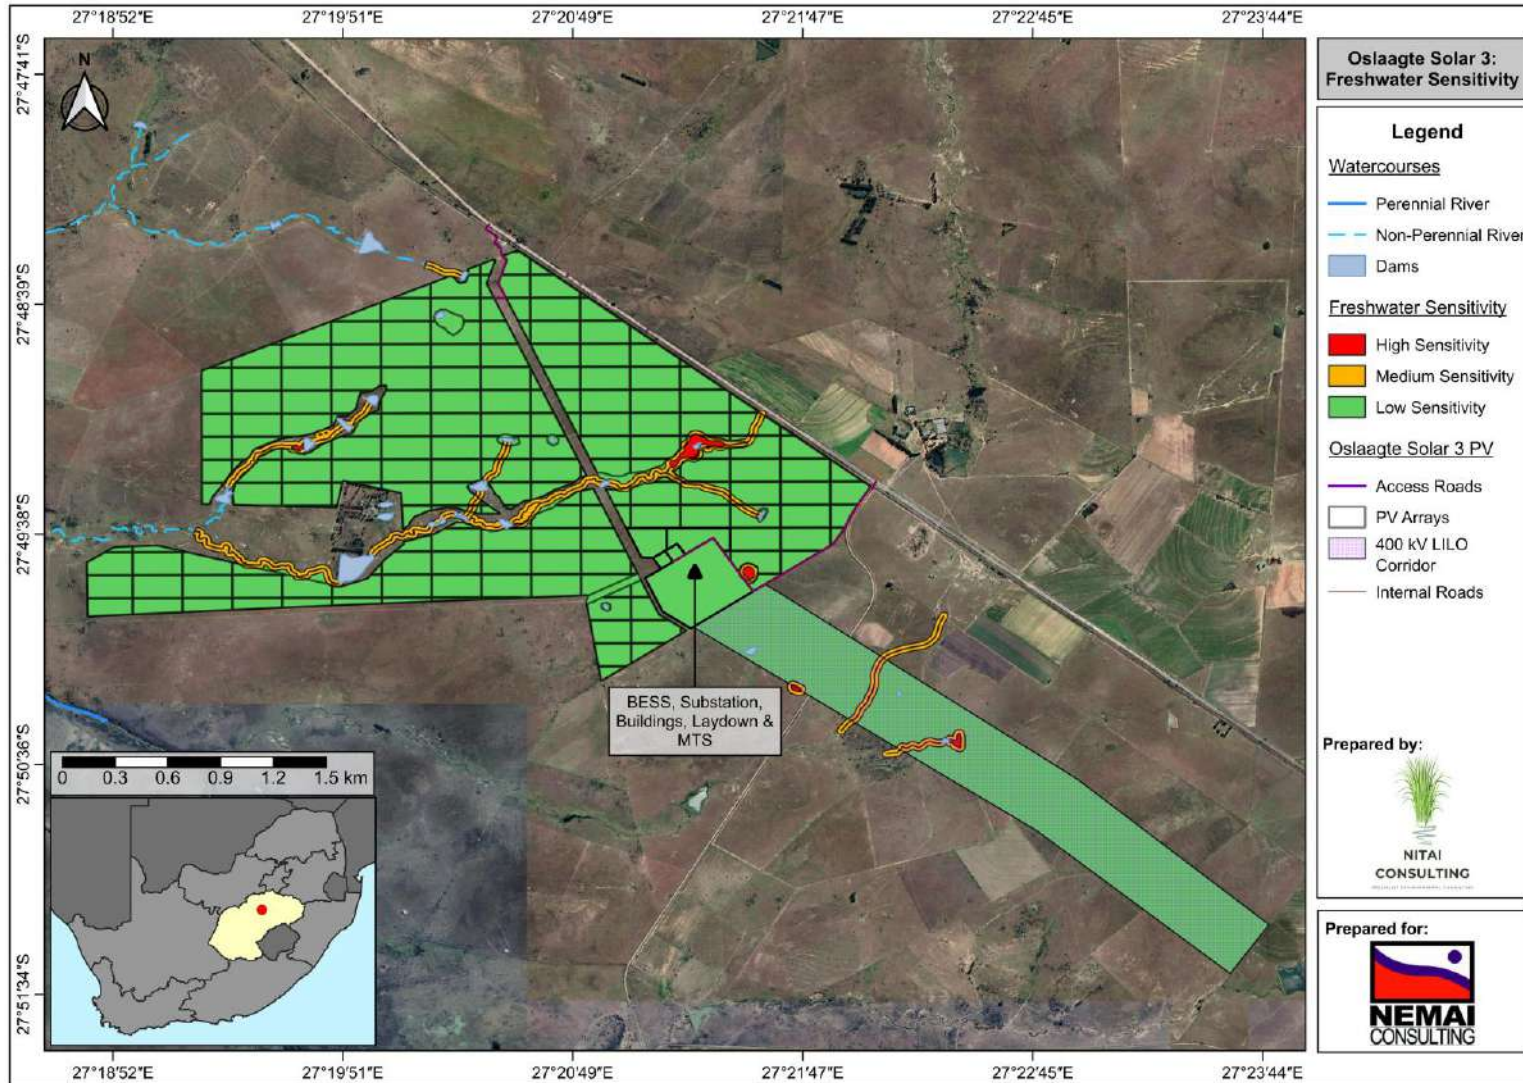 27°18'52"E 27°19'51"E 27°20'49"E 27°21'47"E 27°22'45"E 27°23'44"E
27°47'41"S
27°48'39"S
27°49'38"S
27°50'36"S
27°51'34"S
N
BESS, Substation,
Buildings, Laydown &
MTS
0 0.3 0.6 0.9 1.2 1.5 km
27°18'52"E 27°19'51"E 27°20'49"E 27°21'47"E 27°22'45"E 27°23'44"E
Oslaagte Solar 3:
Freshwater Sensitivity
Legend
Watercourses
Perennial River
Non-Perennial River
Dams
Freshwater Sensitivity
High Sensitivity
Medium Sensitivity
Low Sensitivity
Oslaagte Solar 3 PV
Access Roads
PV Arrays
400 kV LILO
Corridor
Internal Roads
Prepared by:
NITAI
CONSULTING
Prepared for:
NEMAI
CONSULTING